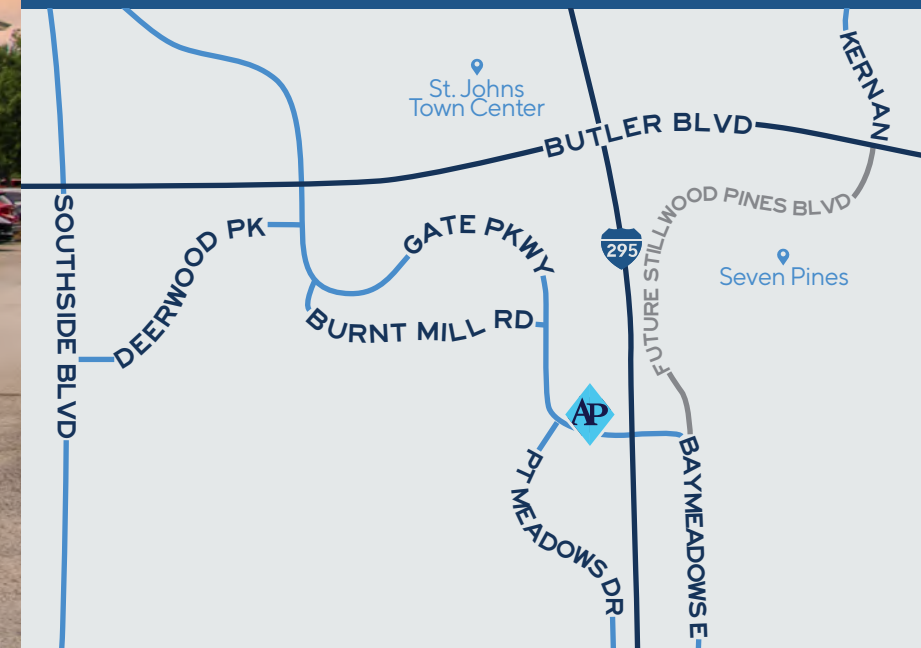 KERNAN
St. Johns
Town Center
BUTLER BLVD
SOUTHSIDE BLVD
DEERWOOD PK
GATE PKWY
295
FUTURE STILLWOOD PINES BLVD
Seven Pines
BURNT MILL RD
AP
PT MEADOWS DR
BAYMEADOWS E